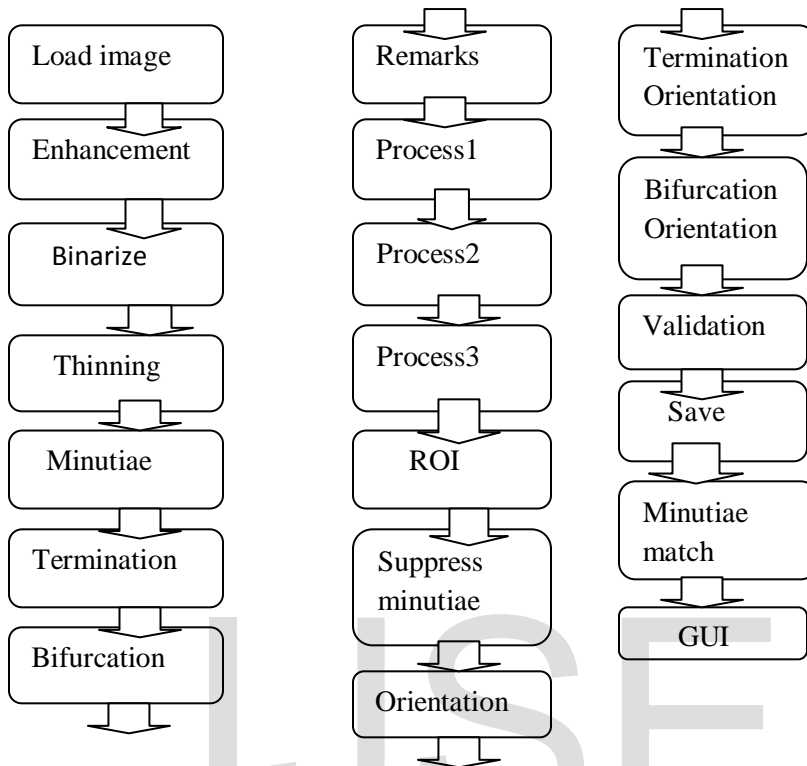 Load image
Enhancement
Binarize
Thinning
Minutiae
Termination
Bifurcation
Remarks
Process1
Process2
Process3
ROI
Suppress
minutiae
Orientation
Termination
Orientation
Bifurcation
Orientation
Validation
Save
Minutiae
match
GUI